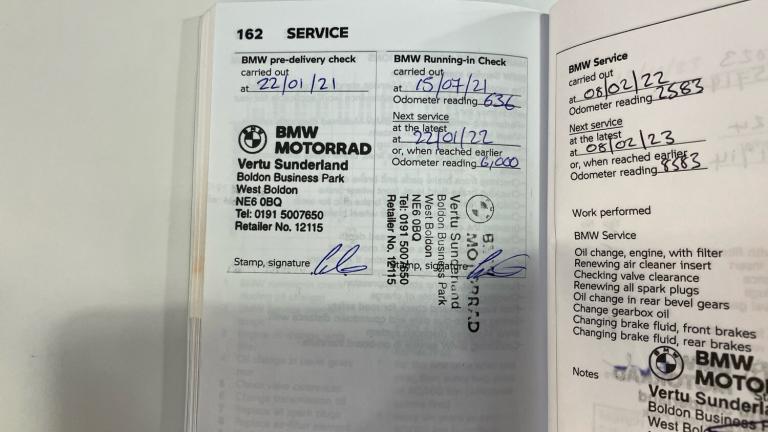 162 SERVICE
BMW pre-delivery check
carried out
at 22/01/21
BMW
MOTORRAD
Vertu Sunderland
Boldon Business Park
West Boldon
NE6 0BQ
Tel: 0191 5007650
Retailer No. 12115
Stamp, signature
BMW Running-in Check
carried out
at 15/07/21
Odometer reading 636
Next service
at the latest
at 22/01/22
or, when reached earlier
Odometer reading 6,000
Vertu Sunderland
Boldon Business Park
West Boldon
NE6 0BQ
Tel: 0191 5007650
Retailer No. 12115
Stamp, signature
BMW Service
carried out
at 08/02/22
Odometer reading 2583
Next service
at the latest
at 08/02/23
or, when reached earlier
Odometer reading 8583
Work performed
BMW Service
Oil change, engine, with filter
Renewing air cleaner insert
Checking valve clearance
Renewing all spark plugs
Oil change in rear bevel gears
Change gearbox oil
Changing brake fluid, front brakes
Changing brake fluid, rear brakes
Notes
BMW
Boldon Business